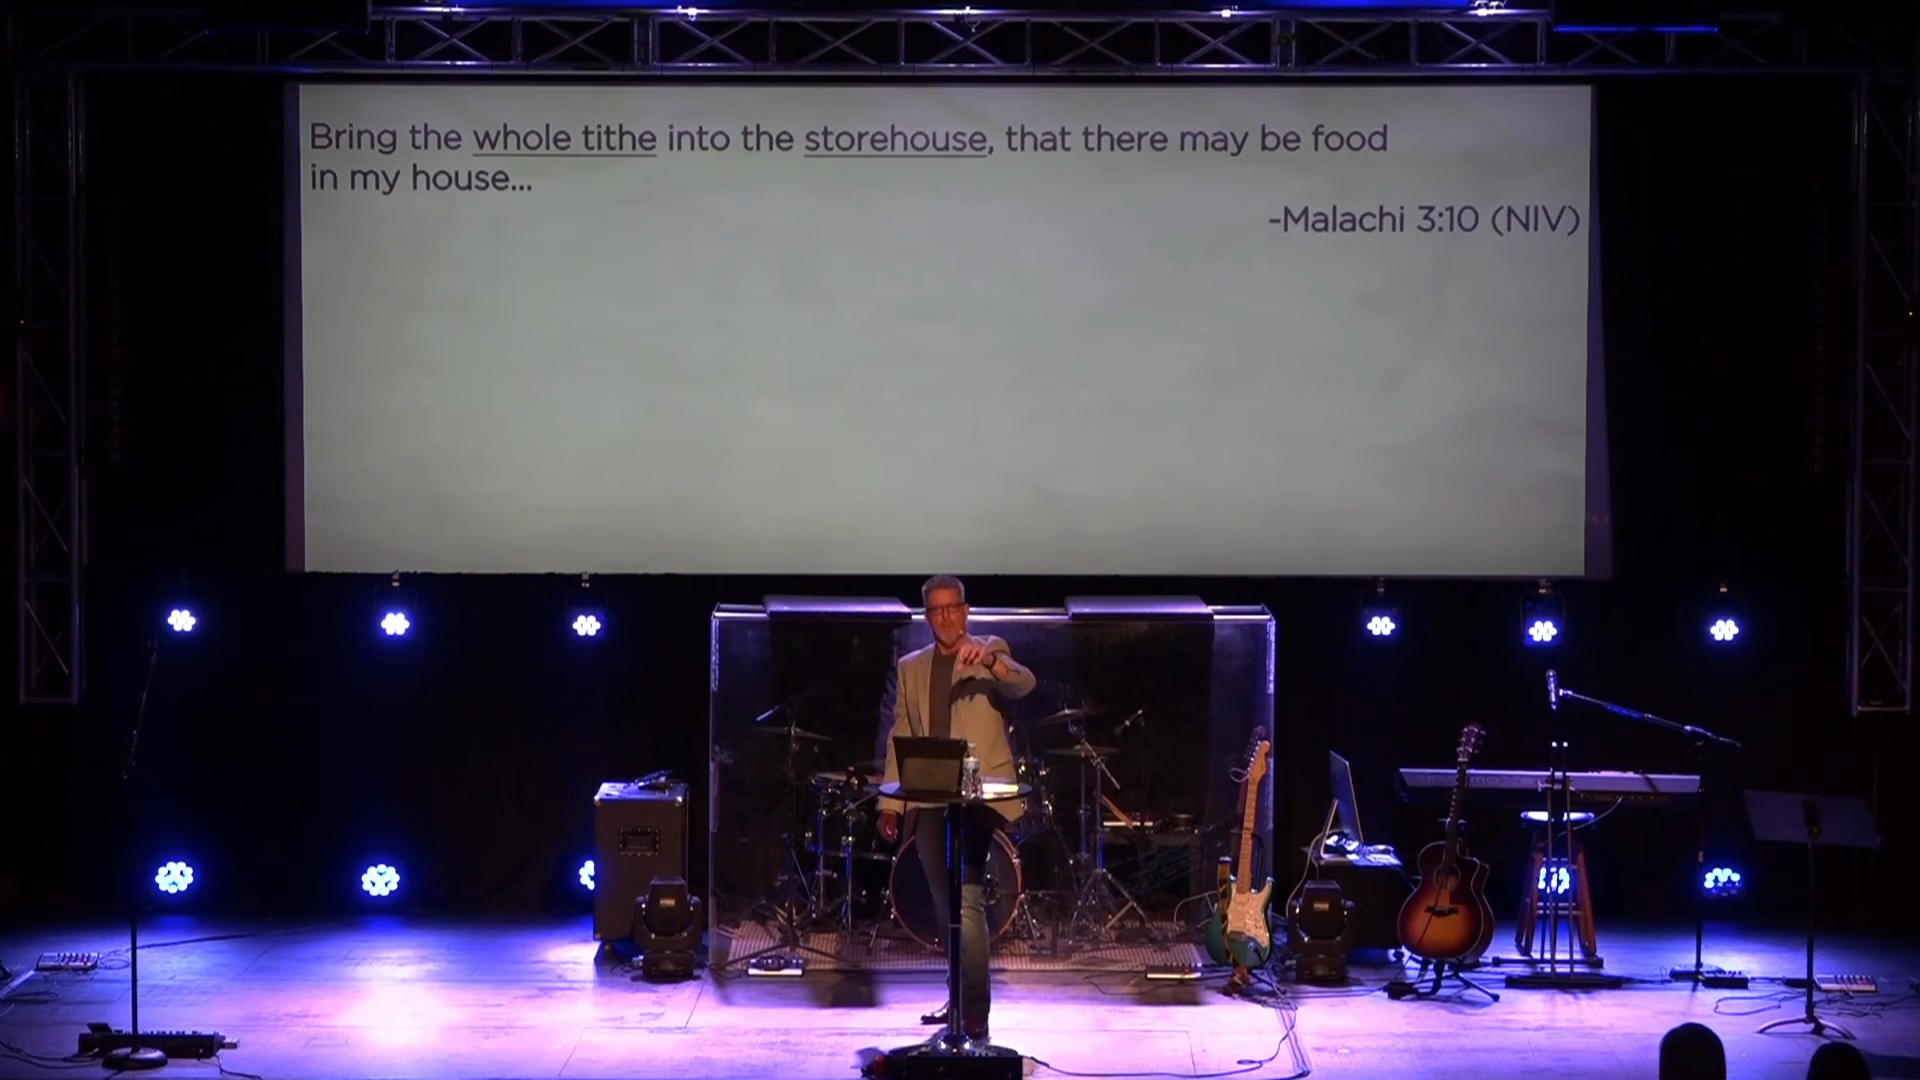 Bring the whole tithe into the storehouse, that there may be food
in my house...
-Malachi 3:10 (NIV)